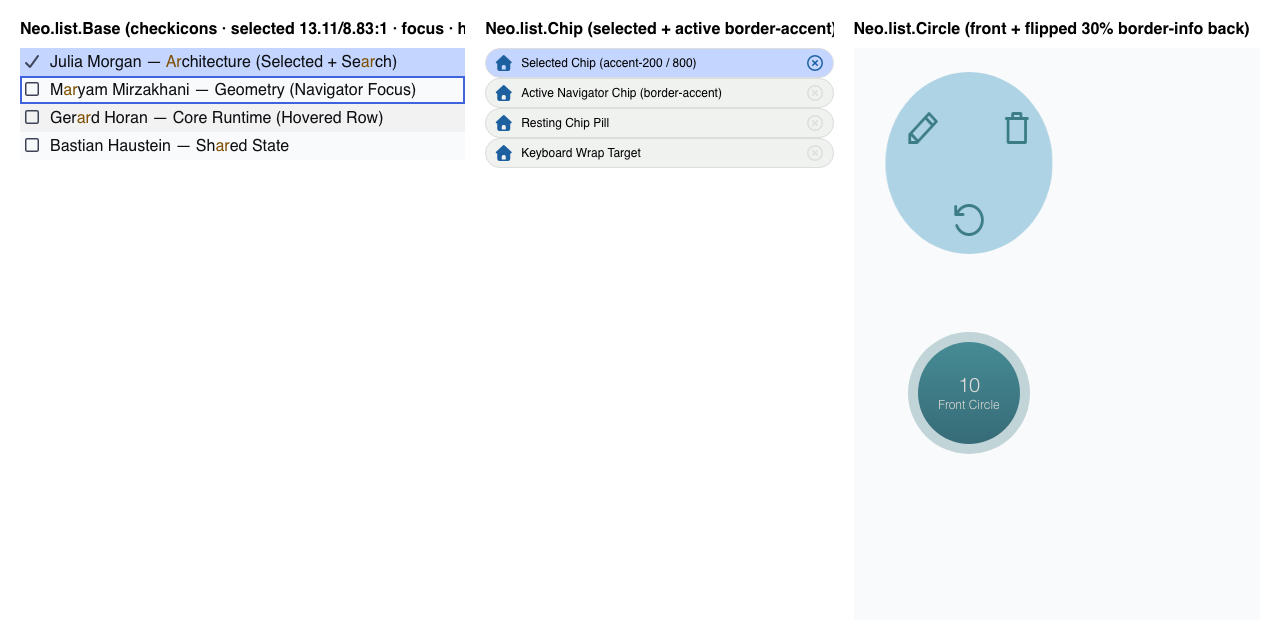 Neo.list.Base (checkicons · selected 13.11/8.83:1 · focus · h
Julia Morgan — Architecture (Selected + Search)
Maryam Mirzakhani — Geometry (Navigator Focus)
Gerard Horan — Core Runtime (Hovered Row)
Bastian Haustein — Shared State
Neo.list.Chip (selected + active border-accent)
Selected Chip (accent-200 / 800)
Active Navigator Chip (border-accent)
Resting Chip Pill
Keyboard Wrap Target
Neo.list.Circle (front + flipped 30% border-info back)
10
Front Circle